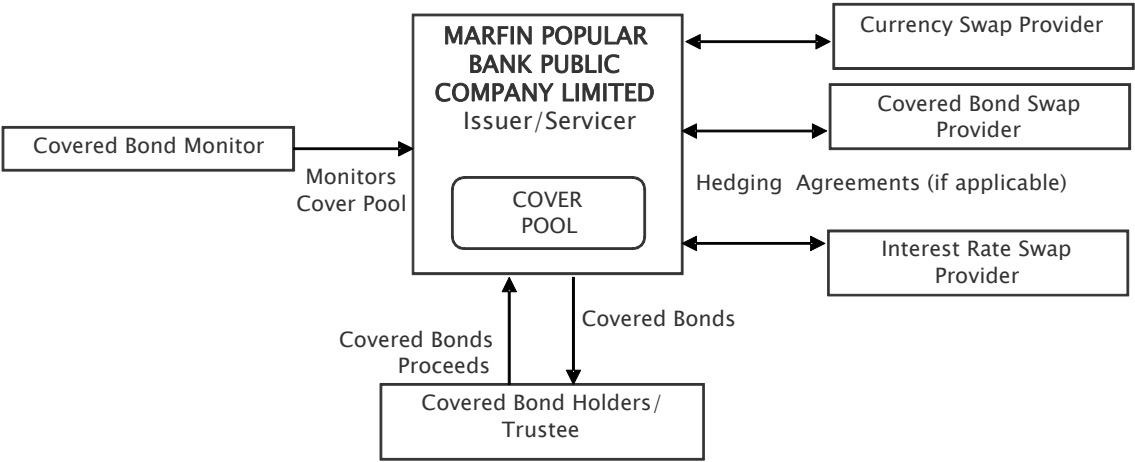 MARFIN POPULAR
BANK PUBLIC
COMPANY LIMITED
Issuer/Servicer
COVER
POOL
Currency Swap Provider
Covered Bond Swap
Provider
Hedging Agreements (if applicable)
Interest Rate Swap
Provider
Covered Bond Monitor
Monitors
Cover Pool
Covered Bonds
Proceeds
Covered Bonds
Covered Bond Holders/
Trustee